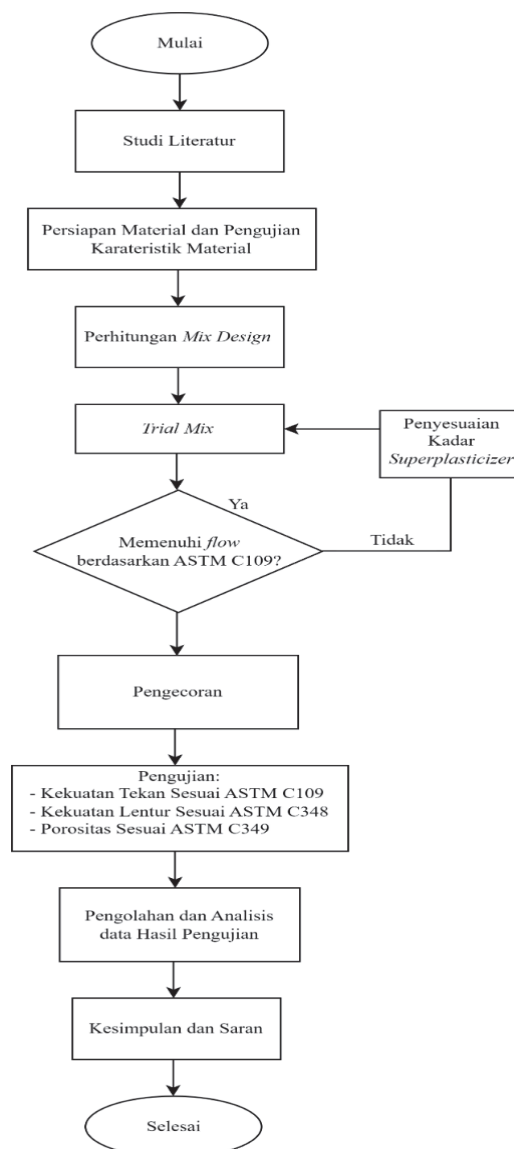 Mulai
Studi Literatur
Persiapan Material dan Pengujian
Karateristik Material
Perhitungan Mix Design
Trial Mix
Penyesuaian
Kadar
Superplasticizer
Ya
Memenuhi flow
berdasarkan ASTM C109?
Tidak
Pengecoran
Pengujian:
- Kekuatan Tekan Sesuai ASTM C109
- Kekuatan Lentur Sesuai ASTM C348
- Porositas Sesuai ASTM C349
Pengolahan dan Analisis
data Hasil Pengujian
Kesimpulan dan Saran
Selesai